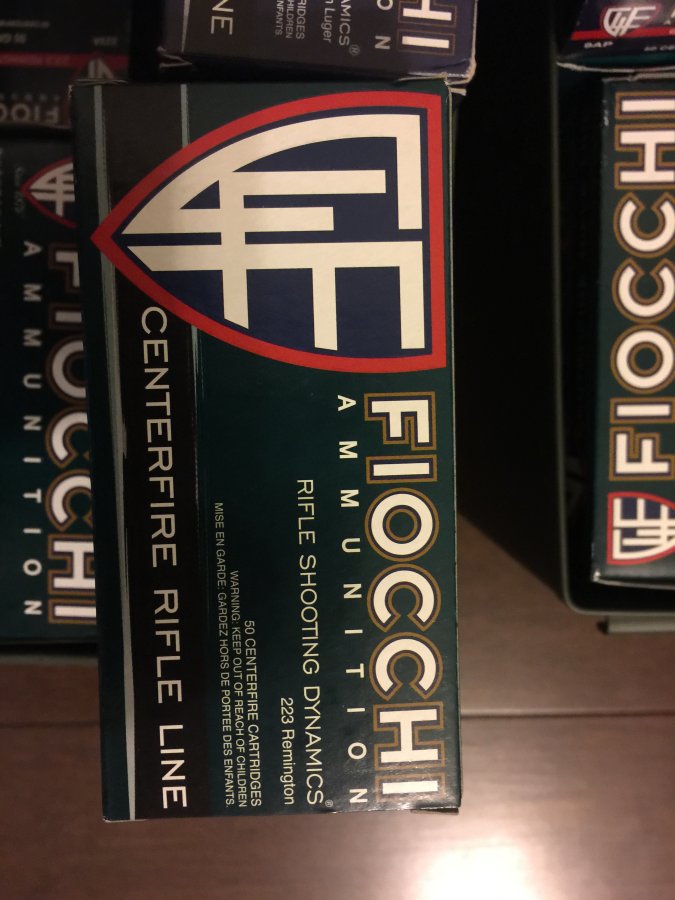 FIOCCHI
AMMUNITION
RIFLE SHOOTING DYNAMICS®
223 Remington
50 CENTERFIRE CARTRIDGES
WARNING: KEEP OUT OF REACH OF CHILDREN
MISE EN GARDE: GARDEZ HORS DE PORTEE DES ENFANTS.
CENTERFIRE RIFLE LINE
FIOCCHI
AMMUNITION
FIOCCHI
Luger